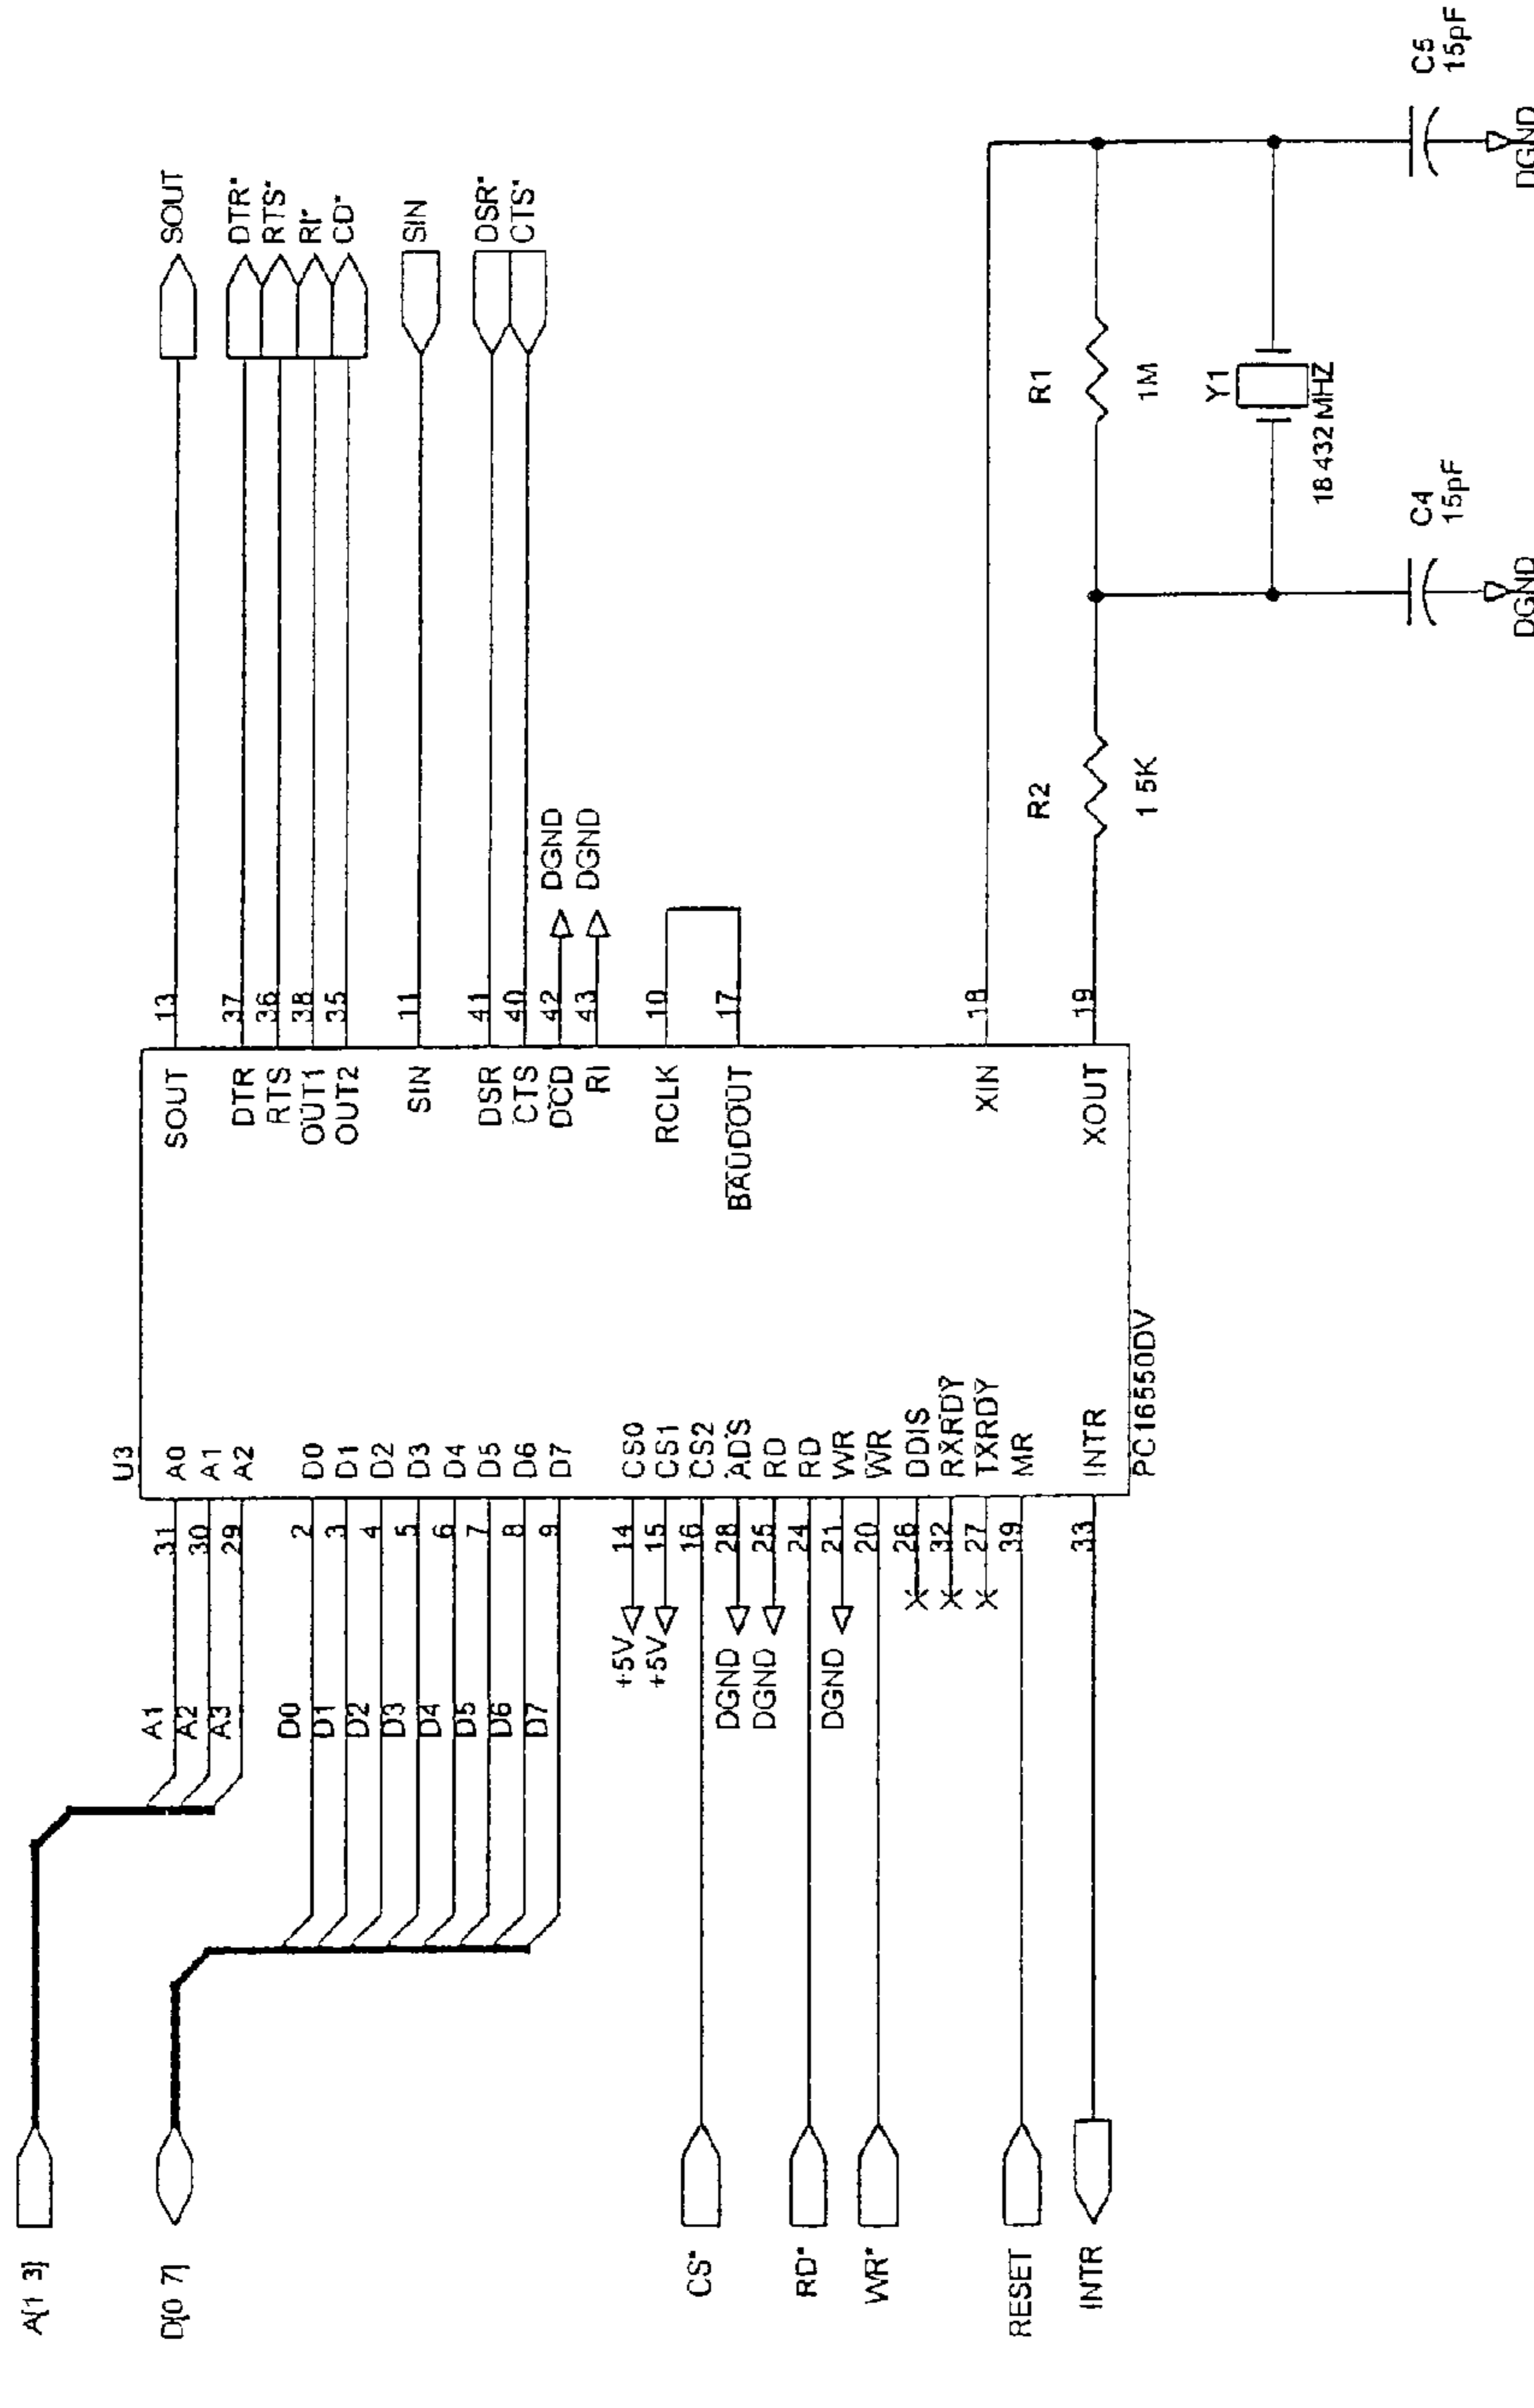 A[1 3]
D[0 7]
CS*
RD*
WR*
RESET
INTR
A1
A2
A3
D0
D1
D2
D3
D4
D5
D6
D7
+5V
+5V
DGND
DGND
DGND
31
30
29
2
3
4
5
6
7
8
9
14
15
16
28
25
24
21
20
26
32
27
39
33
U3
A0
A1
A2
D0
D1
D2
D3
D4
D5
D6
D7
CS0
CS1
CS2
ADS
RD
RD
WR
WR
DDIS
RXRDY
TXRDY
MR
INTR
PC16550DV
SOUT
DTR
RTS
OUT1
OUT2
SIN
DSR
CTS
DCD
RI
RCLK
BAUDOUT
XIN
XOUT
13
37
36
38
35
11
41
40
42
43
10
17
18
19
DGND
DGND
SOUT
DTR*
RTS*
RI*
CD*
SIN
DSR*
CTS*
R2
1 5K
R1
1M
Y1
18 432 MHZ
C4
15pF
DGND
C5
15pF
DGND